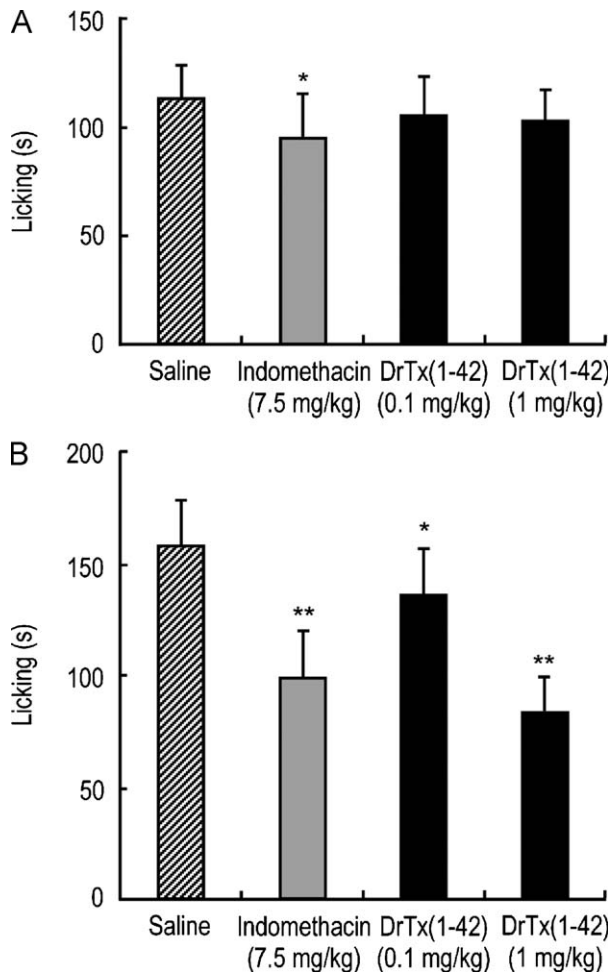 A
150
100
50
0
Licking (s)
*
Saline
Indomethacin
(7.5 mg/kg)
DrTx(1-42)
(0.1 mg/kg)
DrTx(1-42)
(1 mg/kg)
B
200
150
100
50
0
Licking (s)
**
*
**
Saline
Indomethacin
(7.5 mg/kg)
DrTx(1-42)
(0.1 mg/kg)
DrTx(1-42)
(1 mg/kg)